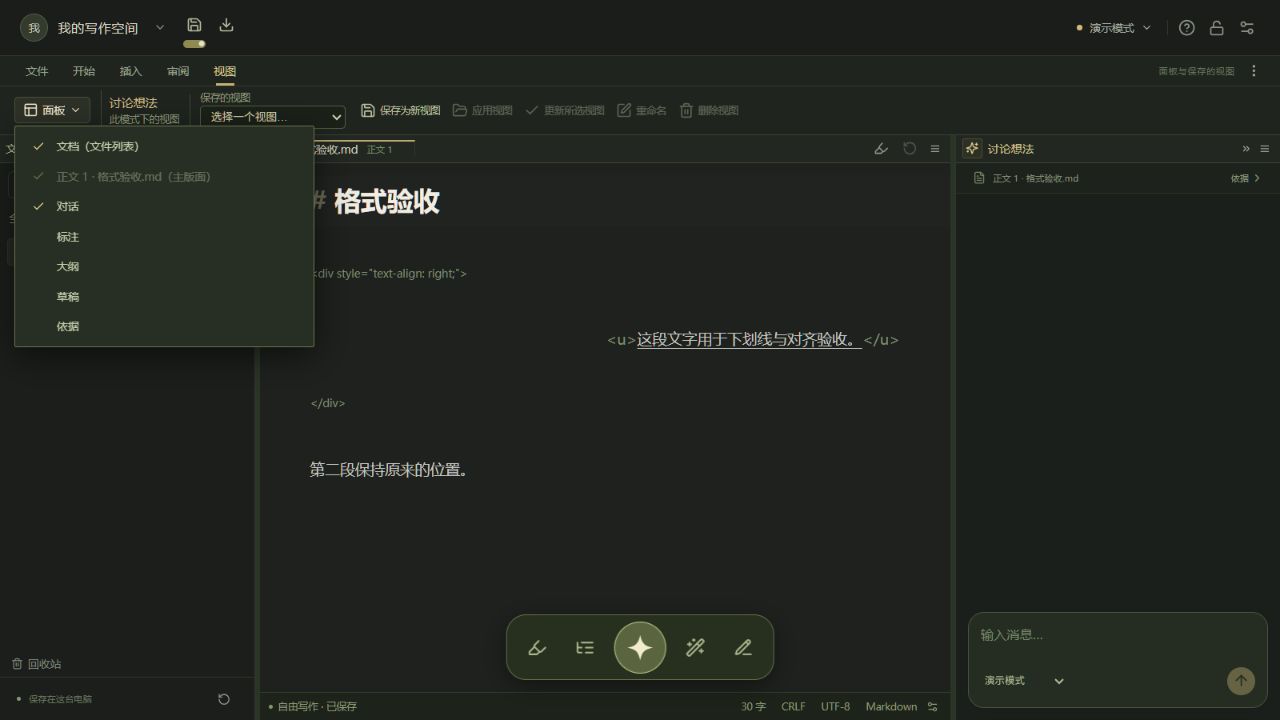 我 我的写作空间 演示模式
文件 开始 插入 审阅 视图 面板与保存的视图
面板 讨论想法 保存的视图
此模式下的视图 选择一个视图... 保存为新视图 应用视图 更新所选视图 重命名 删除视图
文档（文件列表）
正文 1 · 格式验收.md（主版面）
对话
标注
大纲
草稿
依据
验收.md 正文 1
# 格式验收
<div style="text-align: right;">
<u>这段文字用于下划线与对齐验收。</u>
</div>
第二段保持原来的位置。
讨论想法
正文 1 · 格式验收.md 依据
输入消息...
演示模式
回收站
保存在这台电脑
自由写作 · 已保存 30 字 CRLF UTF-8 Markdown